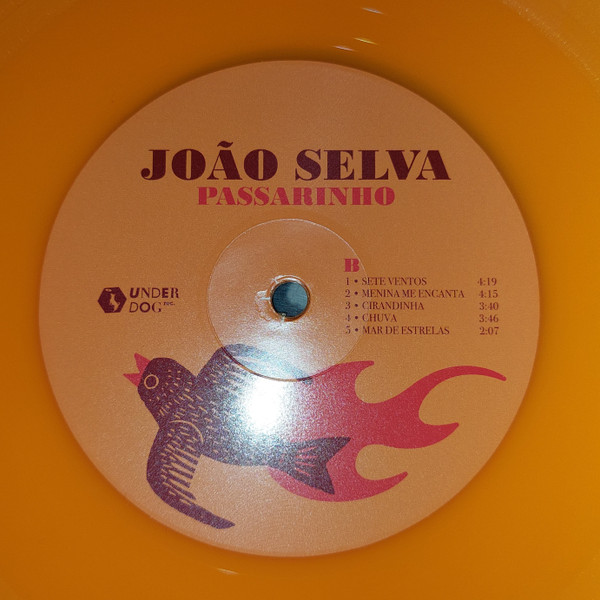 JOÃO SELVA
PASSARINHO
B
1 • SETE VENTOS 4:19
2 • MENINA ME ENCANTA 4:15
3 • CIRANDINHA 3:40
4 • CHUVA 3:46
5 • MAR DE ESTRELAS 2:07
UNDER
DOG REC.